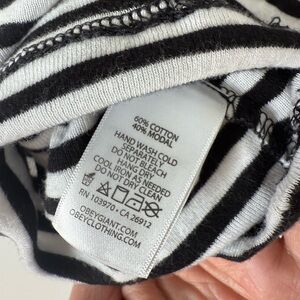 60% COTTON
40% MODAL
HAND WASH COLD
SEPARATELY
DO NOT BLEACH
HANG DRY
COOL IRON AS NEEDED
DO NOT DRY CLEAN
RN 103970 • CA 26912
OBEYGIANT.COM
OBEYCLOTHING.COM